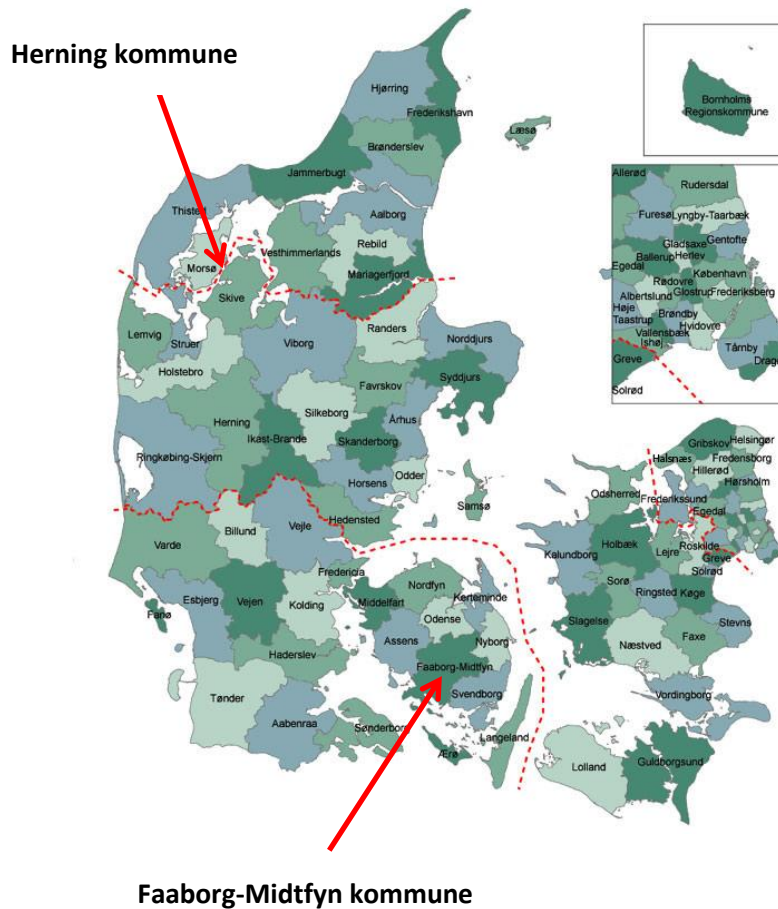 Herning kommune
Hjørring
Frederikshavn
Læsø
Brønderslev
Jammerbugt
Thisted
Aalborg
Vesthimmerlands
Rebild
Morsø
Mariagerfjord
Skive
Lemvig
Struer
Viborg
Randers
Norddjurs
Holstebro
Favrskov
Syddjurs
Silkeborg
Herning
Århus
Ikast-Brande
Skanderborg
Ringkøbing-Skjern
Odder
Horsens
Samsø
Hedensted
Billund
Vejle
Varde
Fredericia
Nordfyn
Esbjerg
Vejen
Kolding
Middelfart
Kerteminde
Fanø
Odense
Assens
Nyborg
Haderslev
Faaborg-Midtfyn
Tønder
Svendborg
Aabenraa
Sønderborg
Langeland
Ærø
Bornholms
Regionskommune
Allerød
Rudersdal
Furesø
Lyngby-Taarbæk
Gladsaxe
Gentofte
Ballerup
Herlev
Egedal
København
Rødovre
Albertslund
Glostrup
Frederiksberg
Høje
Taastrup
Brøndby
Vallensbæk
Hvidovre
Ishøj
Greve
Tårnby
Drag
Solrød
Gribskov
Helsingør
Halsnæs
Fredensborg
Hillerød
Hørsholm
Odsherred
Frederikssund
Egedal
Kalundborg
Holbæk
Roskilde
Lejre
Greve
Solrød
Sorø
Ringsted
Køge
Slagelse
Stevns
Næstved
Faxe
Vordingborg
Lolland
Guldborgsund
Faaborg-Midtfyn kommune